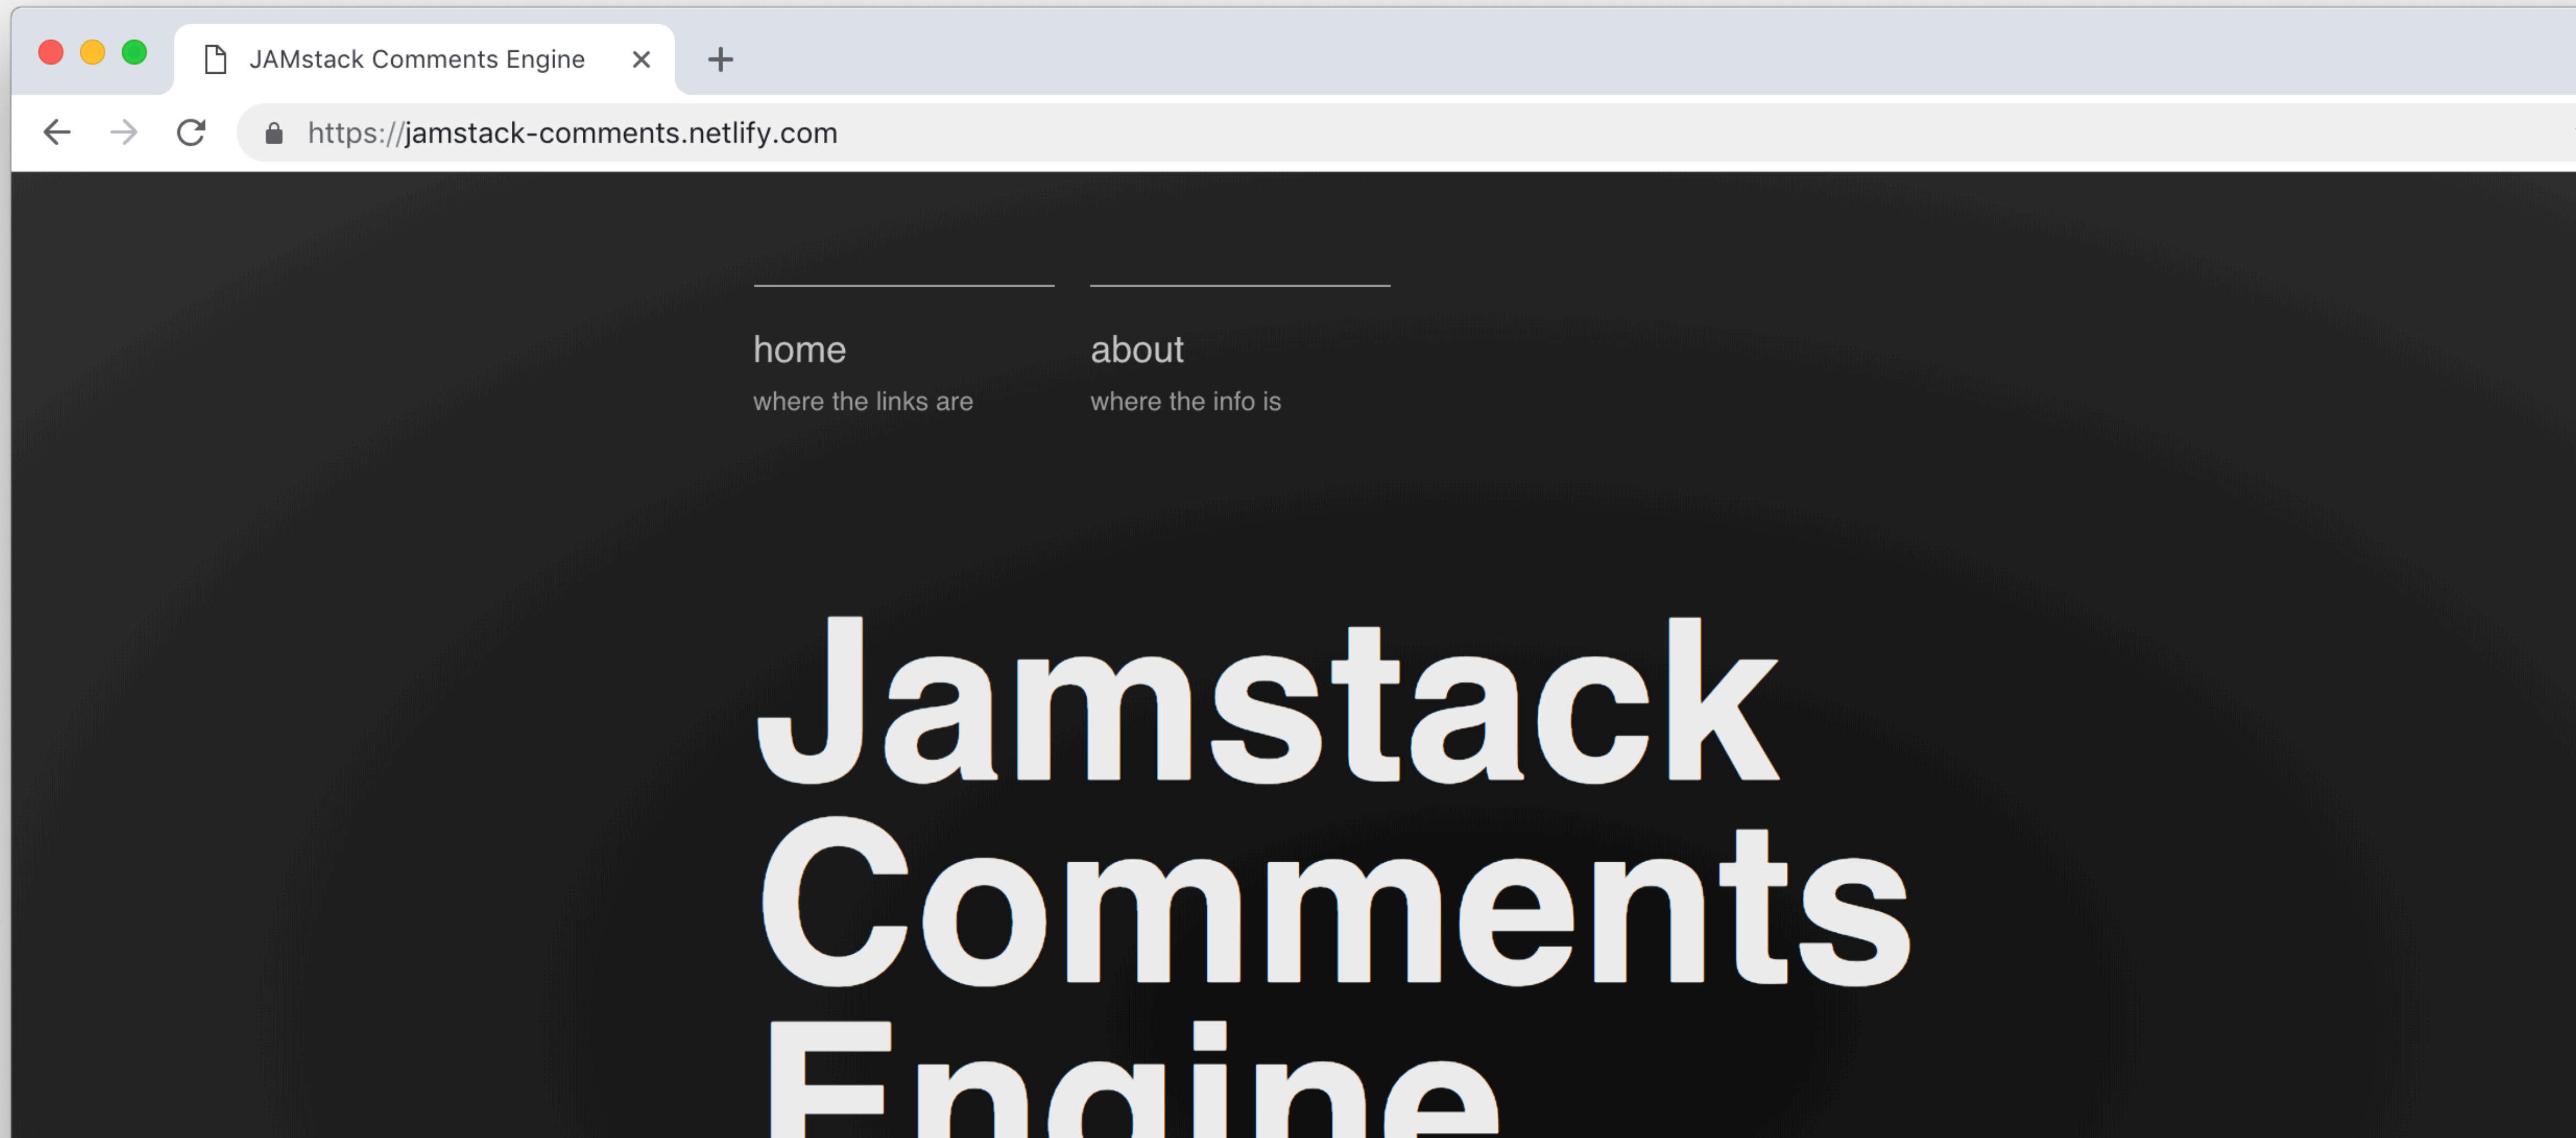 JAMstack Comments Engine
https://jamstack-comments.netlify.com
home
about
where the links are
where the info is
Jamstack
Comments
Engine